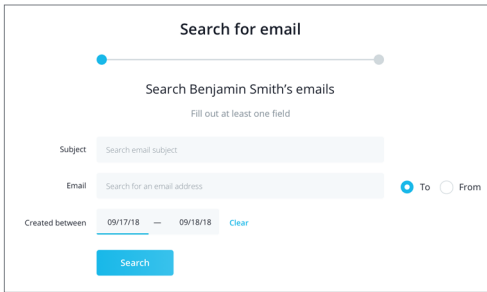 Search for email
Search Benjamin Smith's emails
Fill out at least one field
Subject Search email subject
Email Search for an email address To From
Created between 09/17/18 — 09/18/18 Clear
Search